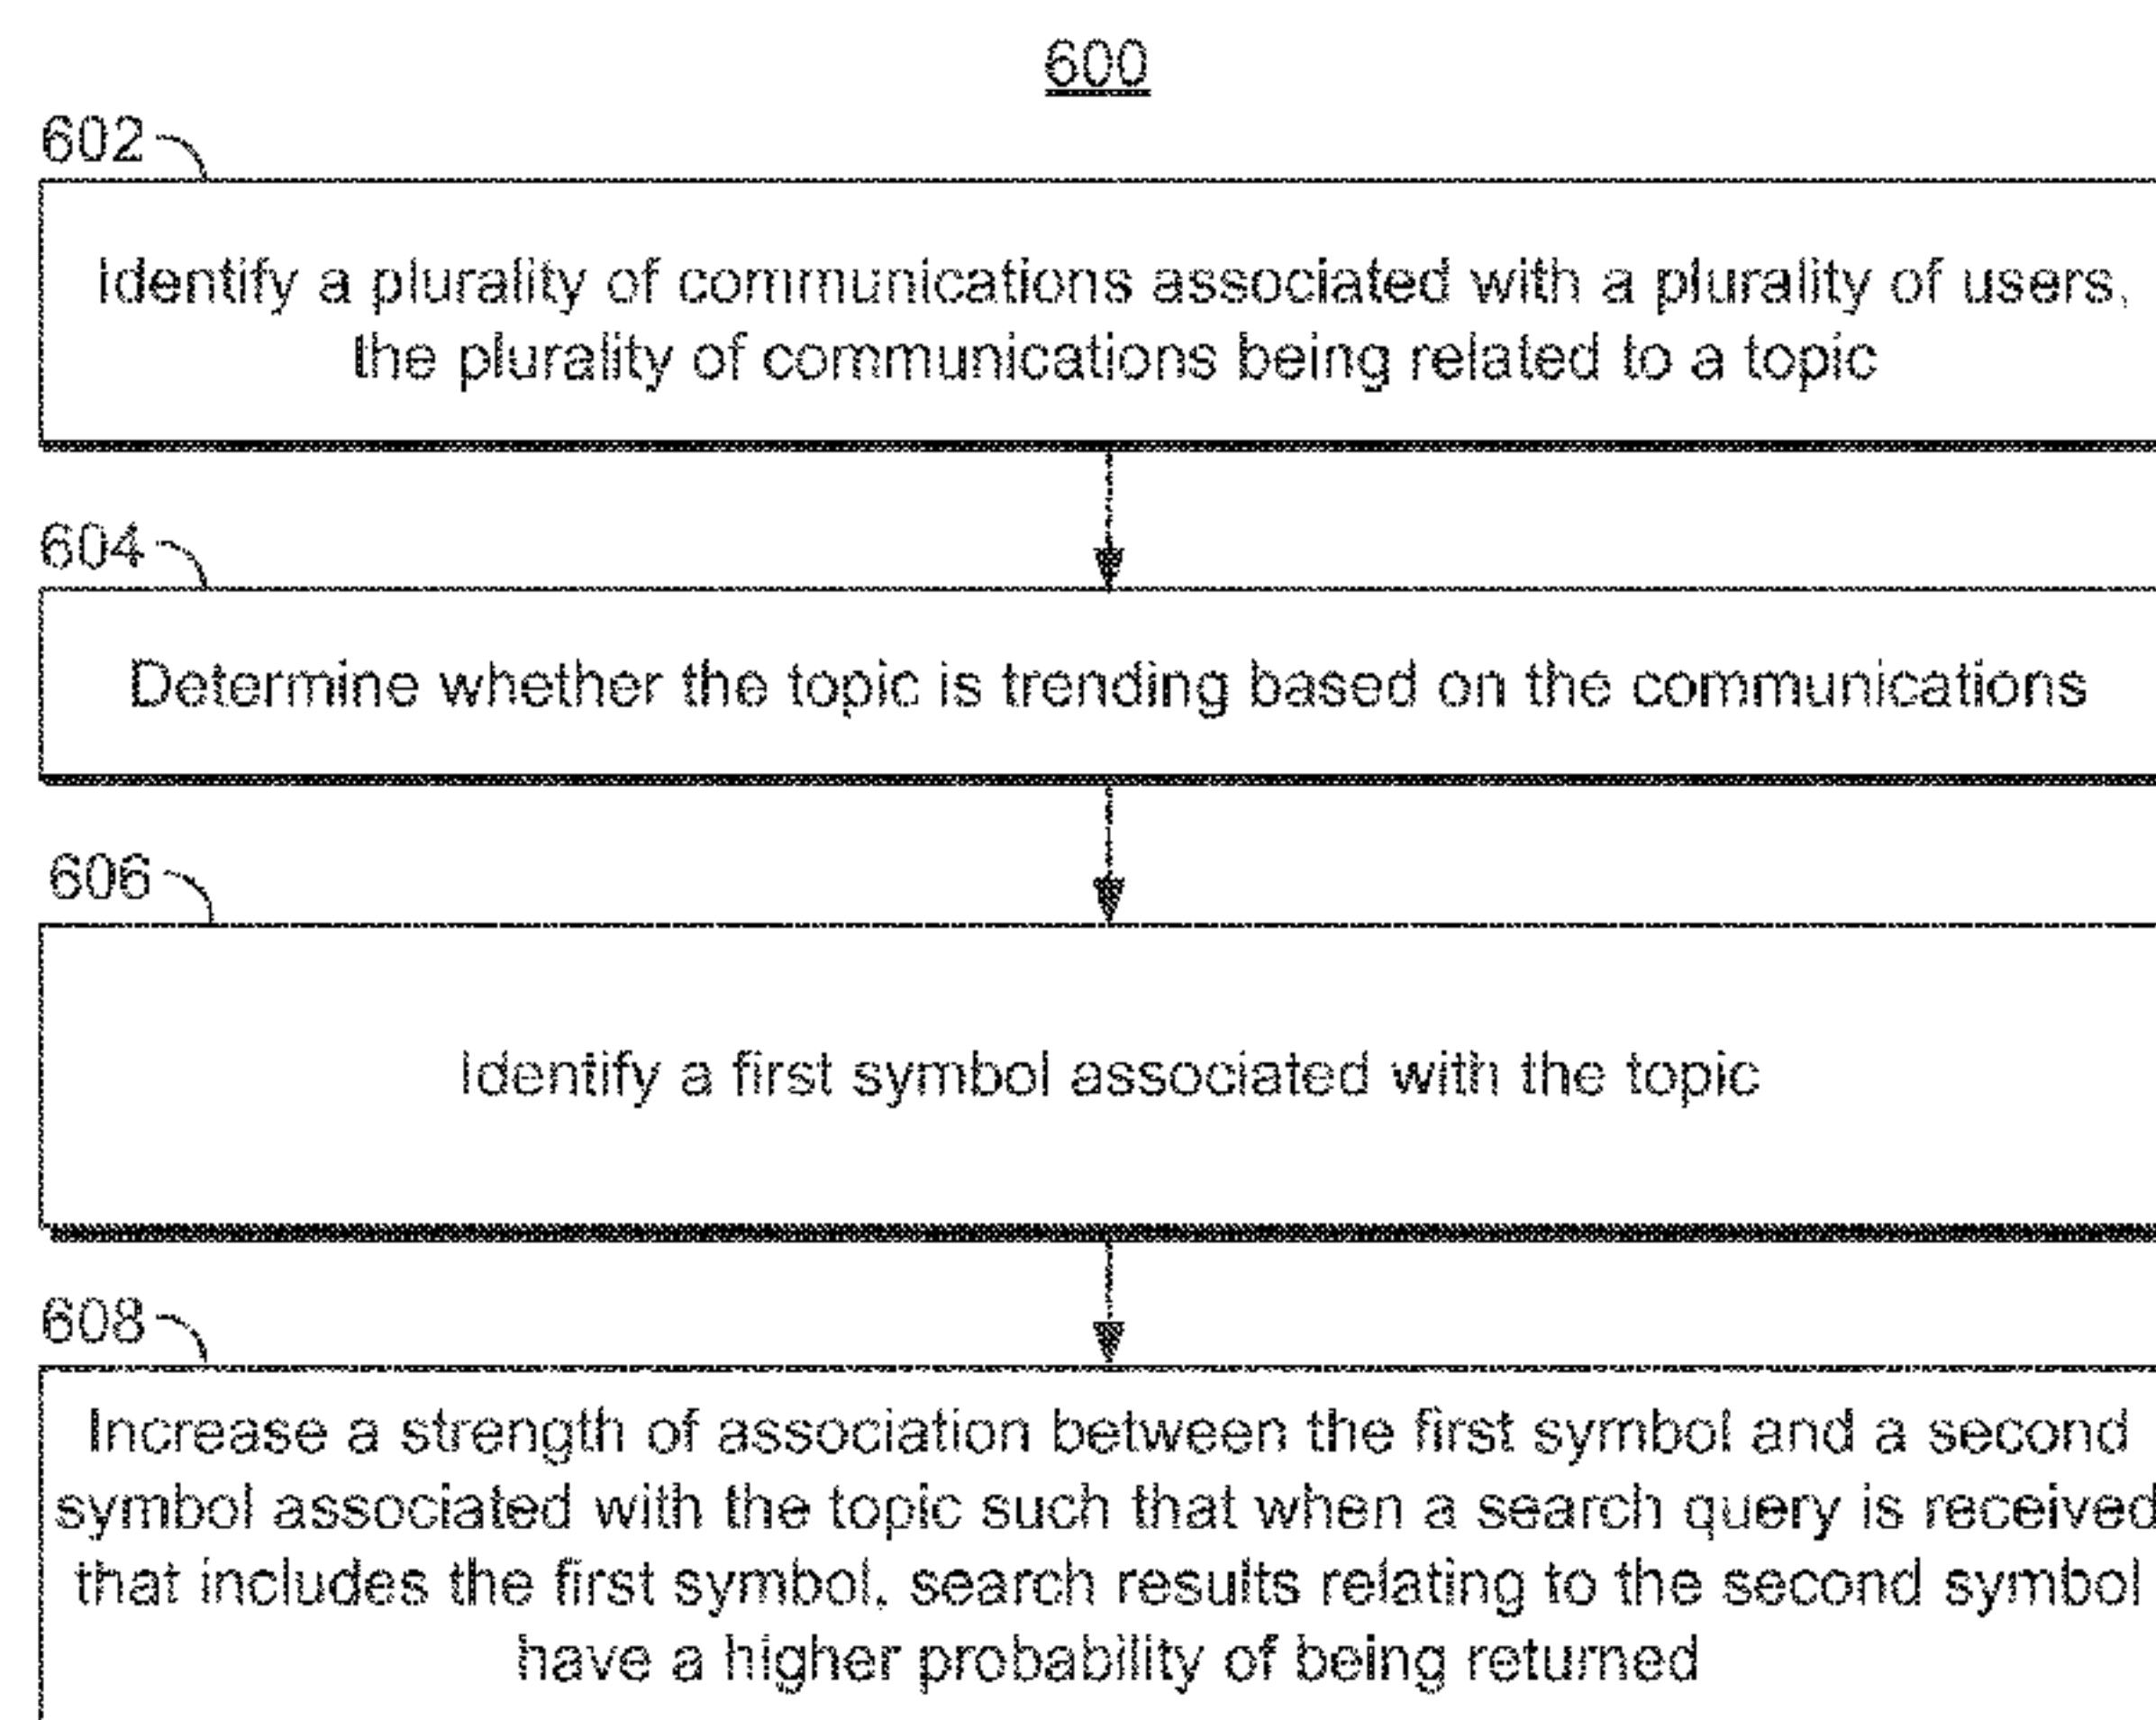 600
602
Identify a plurality of communications associated with a plurality of users,
the plurality of communications being related to a topic
604
Determine whether the topic is trending based on the communications
606
Identify a first symbol associated with the topic
608
Increase a strength of association between the first symbol and a second
symbol associated with the topic such that when a search query is received
that includes the first symbol, search results relating to the second symbol
have a higher probability of being returned